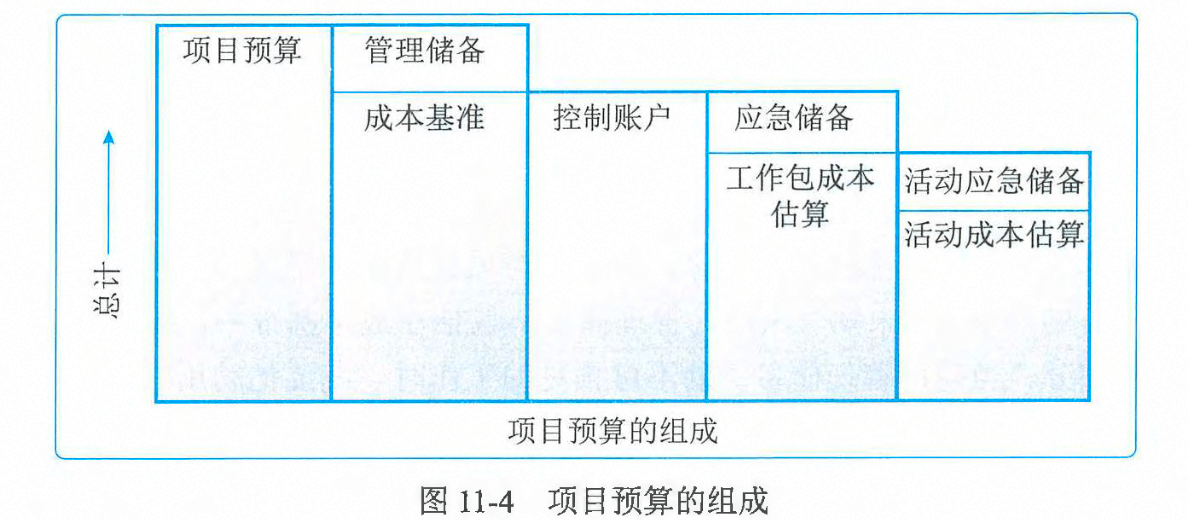 项目预算
管理储备
成本基准
控制账户
应急储备
工作包成本
估算
活动应急储备
活动成本估算
总计
项目预算的组成
图 11-4 项目预算的组成